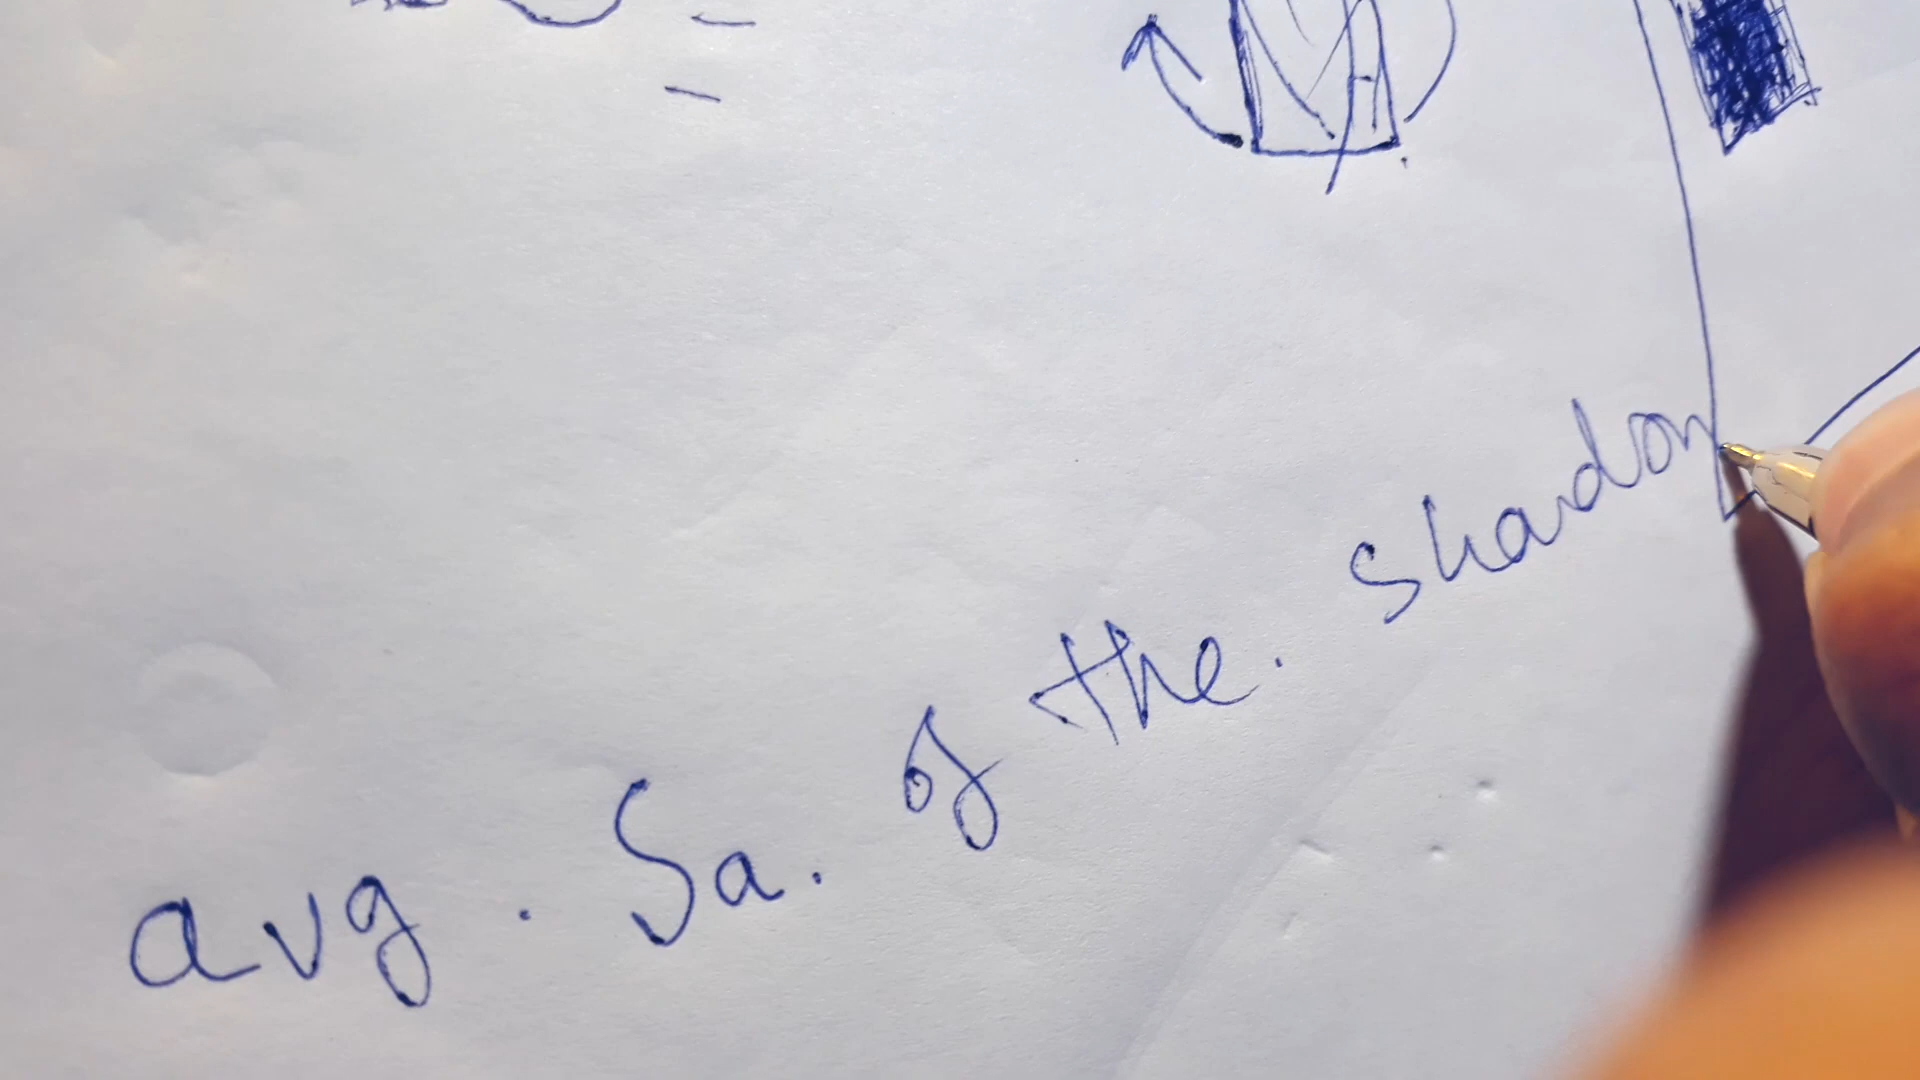 avg. Sa. of the. shadow